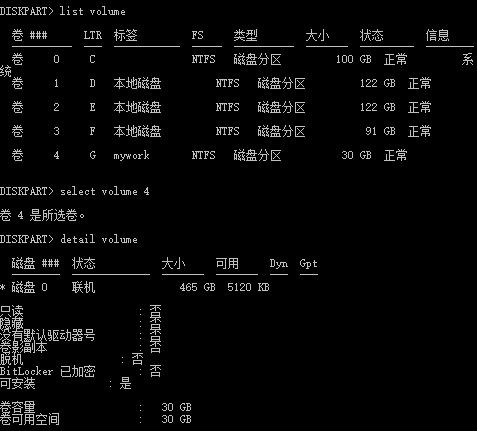 DISKPART> list volume
卷 ### LTR 标签 FS 类型 大小 状态 信息
卷 0 C NTFS 磁盘分区 100 GB 正常 系
统
卷 1 D 本地磁盘 NTFS 磁盘分区 122 GB 正常
卷 2 E 本地磁盘 NTFS 磁盘分区 122 GB 正常
卷 3 F 本地磁盘 NTFS 磁盘分区 91 GB 正常
卷 4 G mywork NTFS 磁盘分区 30 GB 正常
DISKPART> select volume 4
卷 4 是所选卷。
DISKPART> detail volume
磁盘 ### 状态 大小 可用 Dyn Gpt
* 磁盘 0 联机 465 GB 5120 KB
只读 : 否
隐藏 : 否
没有默认驱动器号 : 否
卷影副本 : 否
脱机 : 否
BitLocker 已加密 : 否
可安装 : 是
卷容量 : 30 GB
卷可用空间 : 30 GB